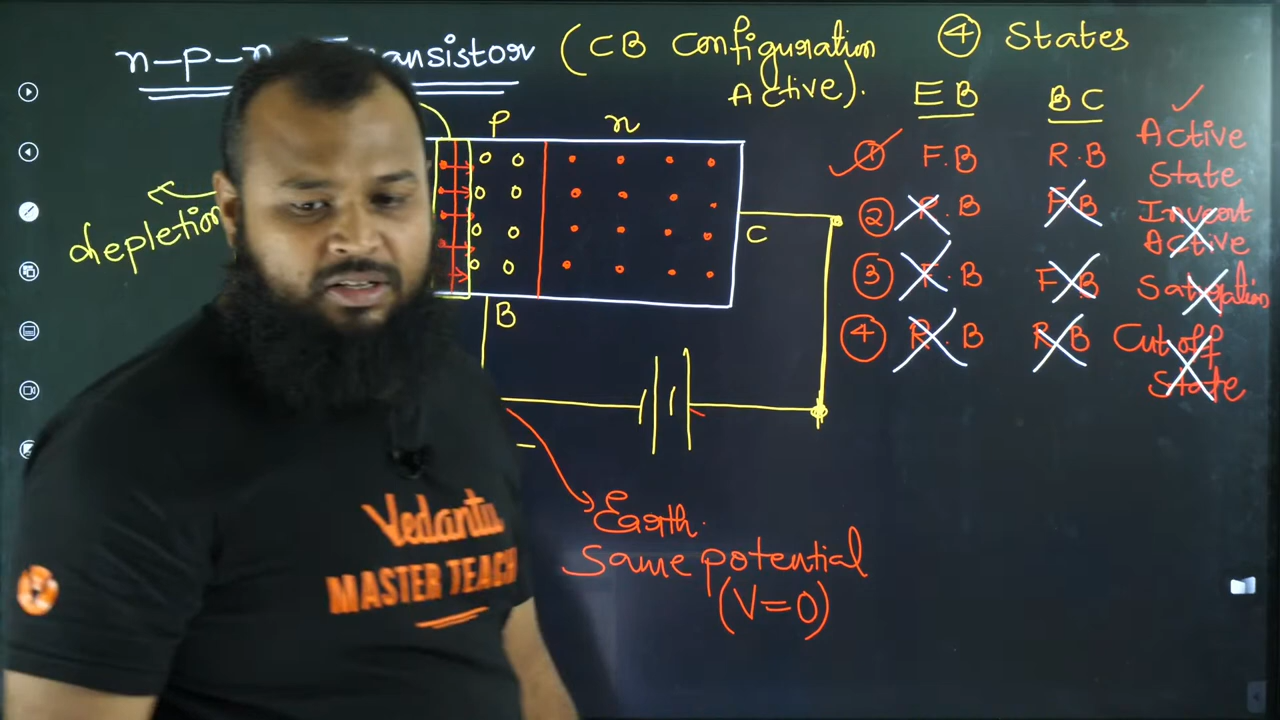 n-p-n Transistor (CB Configuration
Active).
④ States
EB BC
① F.B R.B Active
State
② R.B F.B Invert
Active
③ F.B F.B Saturation
④ R.B R.B Cut off
State
P n
depletion
C
B
-
Earth.
Same potential
(V=0)
Vedantu
MASTER TEACH